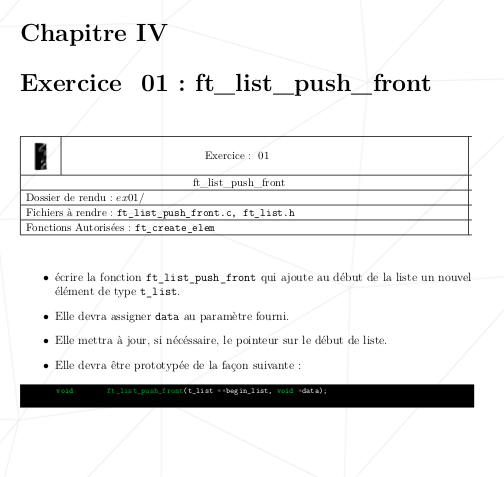 Chapitre IV
Exercice 01 : ft_list_push_front
Exercice : 01
ft_list_push_front
Dossier de rendu : ex01/
Fichiers à rendre : ft_list_push_front.c, ft_list.h
Fonctions Autorisées : ft_create_elem
• écrire la fonction ft_list_push_front qui ajoute au début de la liste un nouvel
élément de type t_list.
• Elle devra assigner data au paramètre fourni.
• Elle mettra à jour, si nécéssaire, le pointeur sur le début de liste.
• Elle devra être prototypée de la façon suivante :
void ft_list_push_front(t_list **begin_list, void *data);